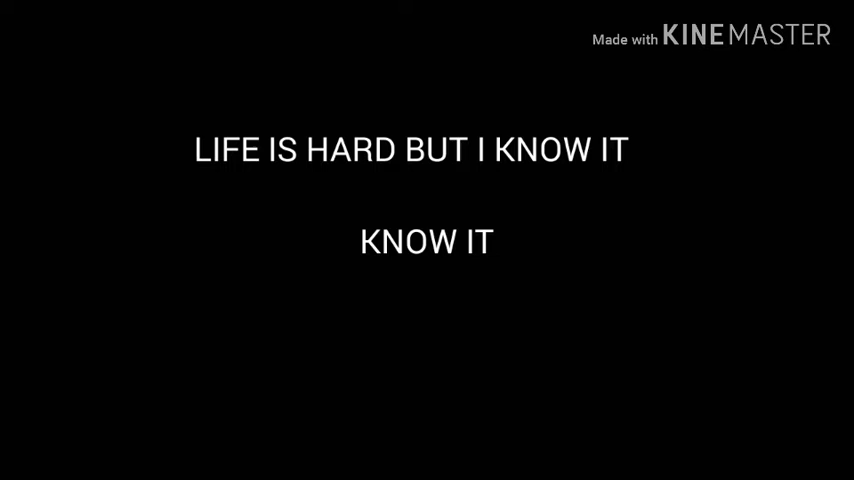 Made with KINEMASTER
LIFE IS HARD BUT I KNOW IT
KNOW IT